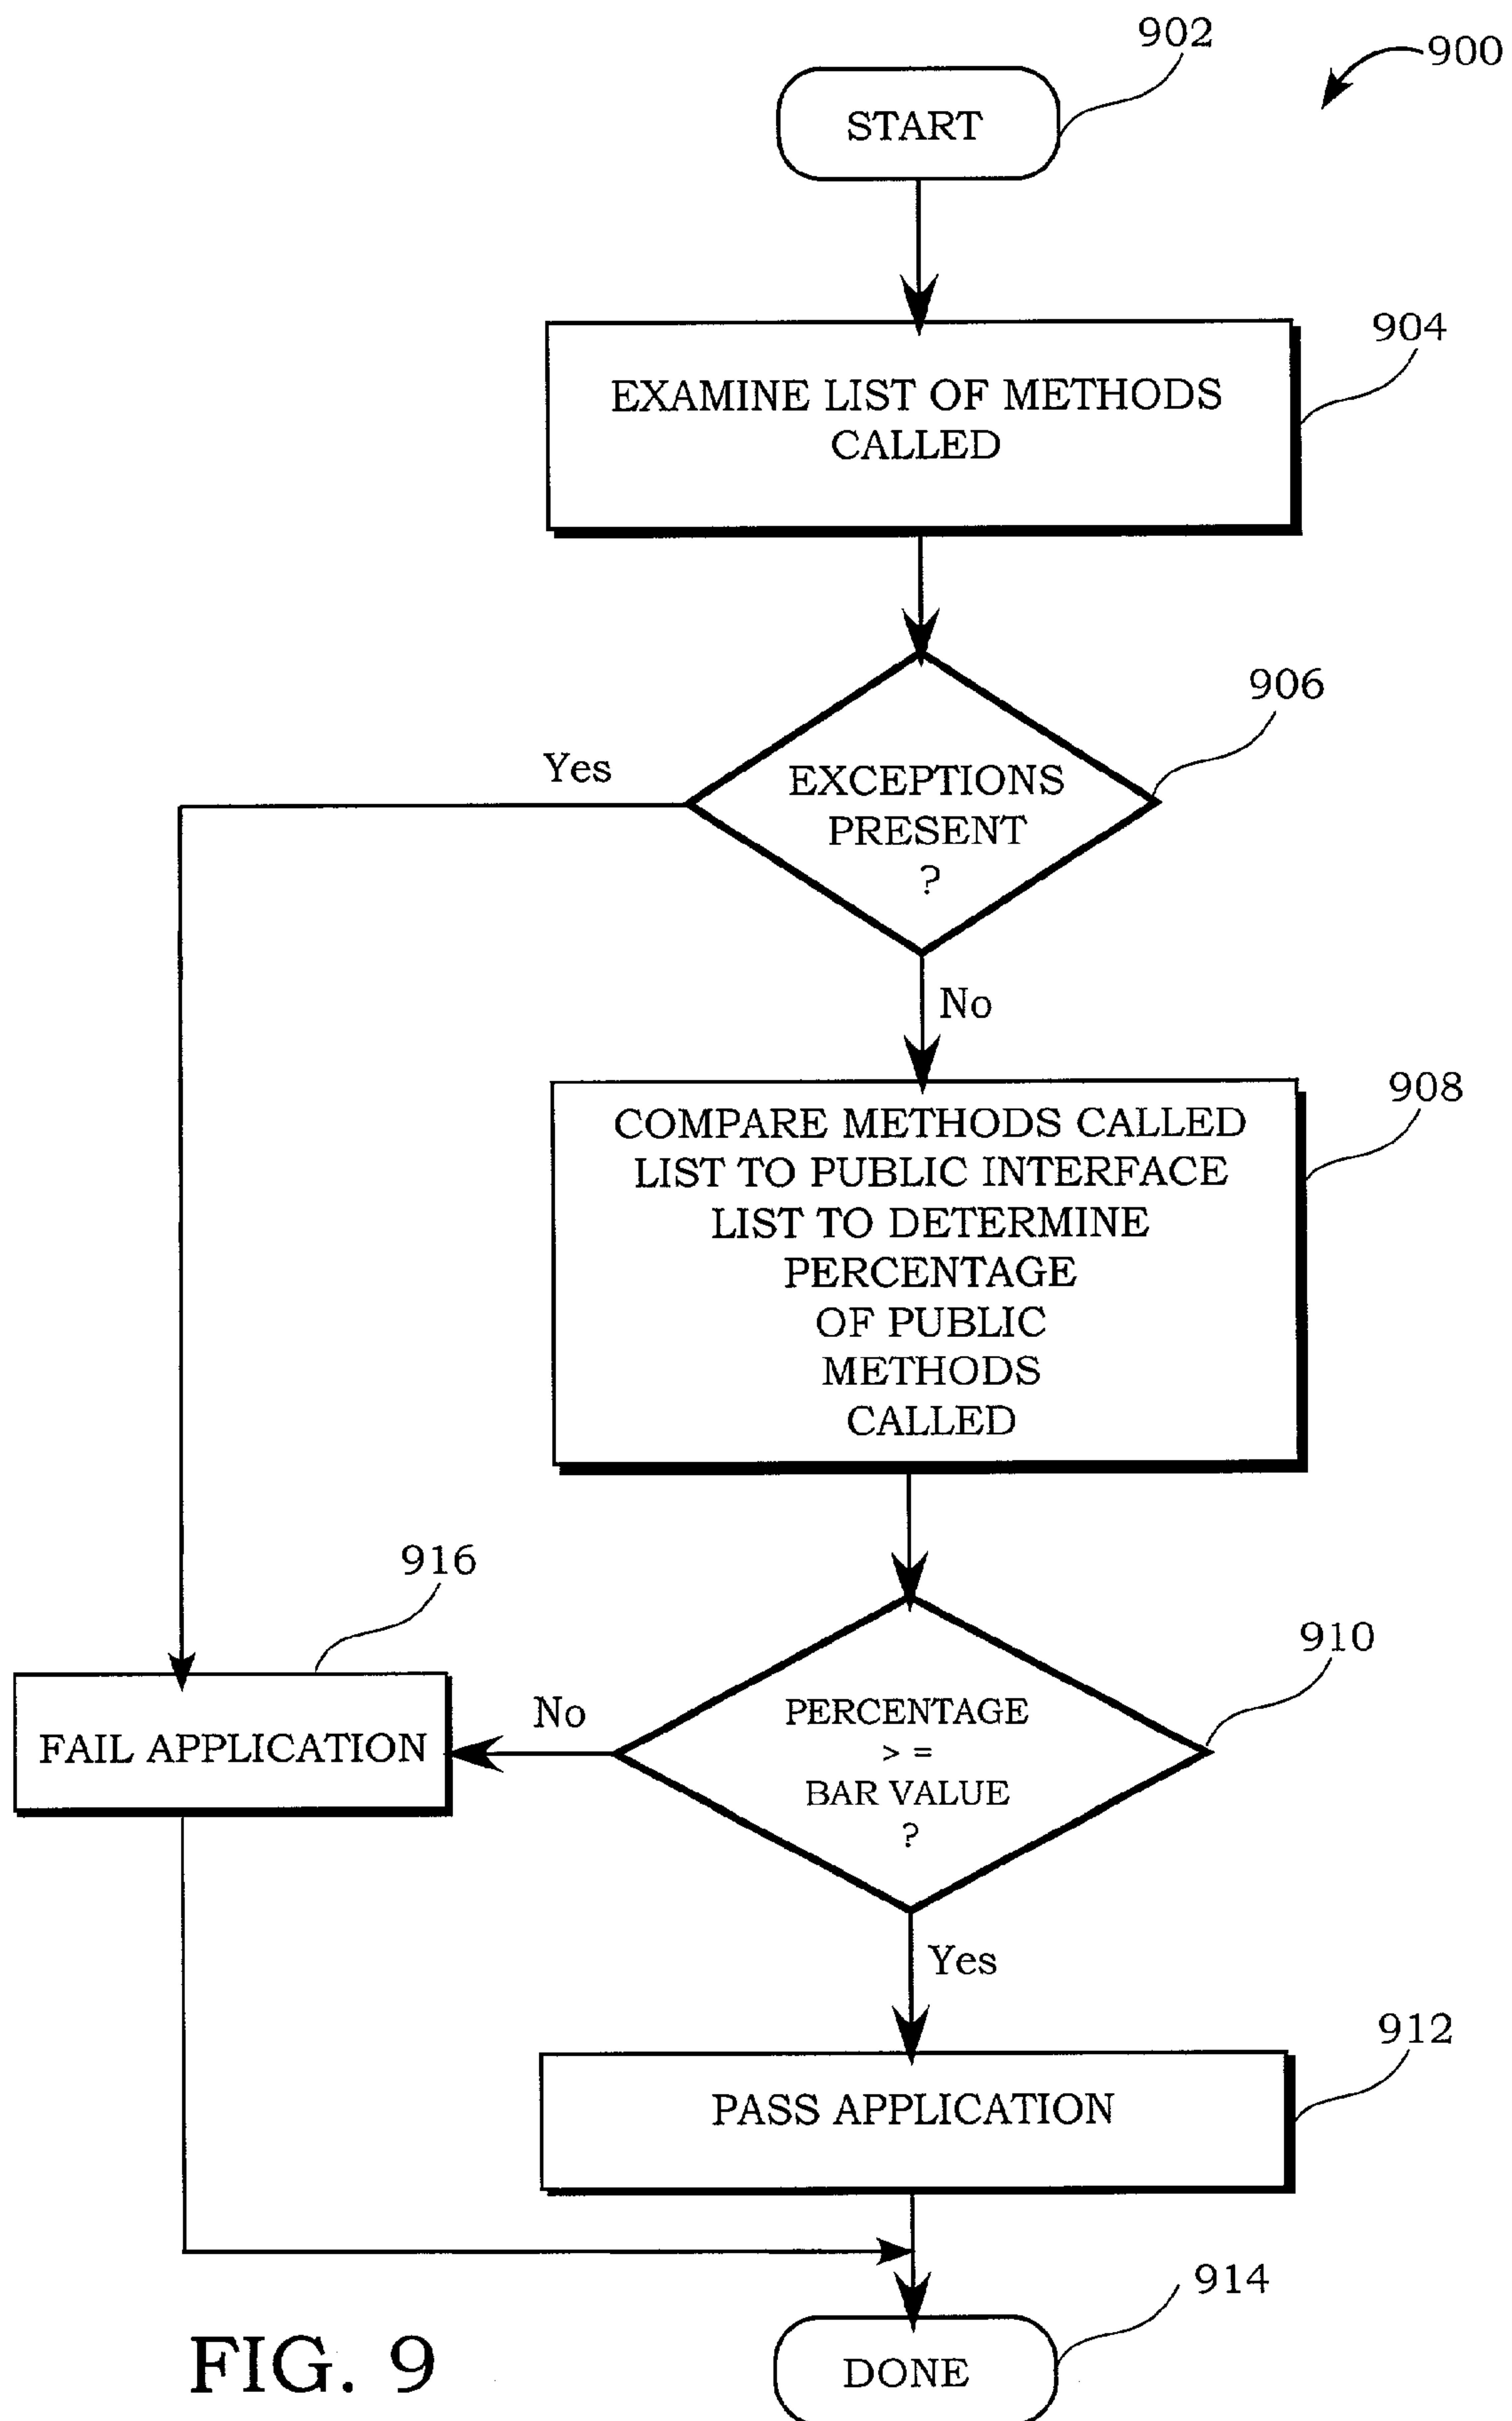 902
900
START
904
EXAMINE LIST OF METHODS
CALLED
906
Yes
EXCEPTIONS
PRESENT
?
No
908
COMPARE METHODS CALLED
LIST TO PUBLIC INTERFACE
LIST TO DETERMINE
PERCENTAGE
OF PUBLIC
METHODS
CALLED
916
910
FAIL APPLICATION
No
PERCENTAGE
> =
BAR VALUE
?
Yes
912
PASS APPLICATION
914
DONE
FIG. 9